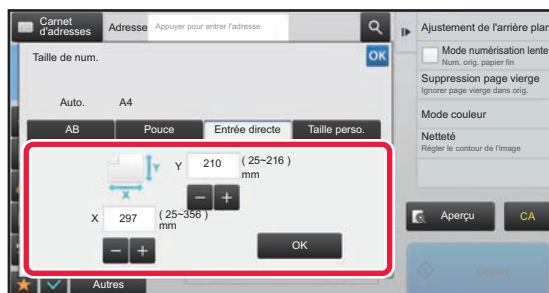 Carnet
d'adresses
Adresse
Appuyer pour entrer l'adresse
Taille de num.
OK
Auto.
A4
AB
Pouce
Entrée directe
Taille perso.
Y
X
Y
210
( 25~216 )
mm
X
297
( 25~356 )
mm
OK
Autres
Ajustement de l'arrière plan
Mode numérisation lente
Num. orig. papier fin
Suppression page vierge
Ignorer page vierge dans orig.
Mode couleur
Netteté
Régler le contour de l'image
Aperçu
CA
Départ